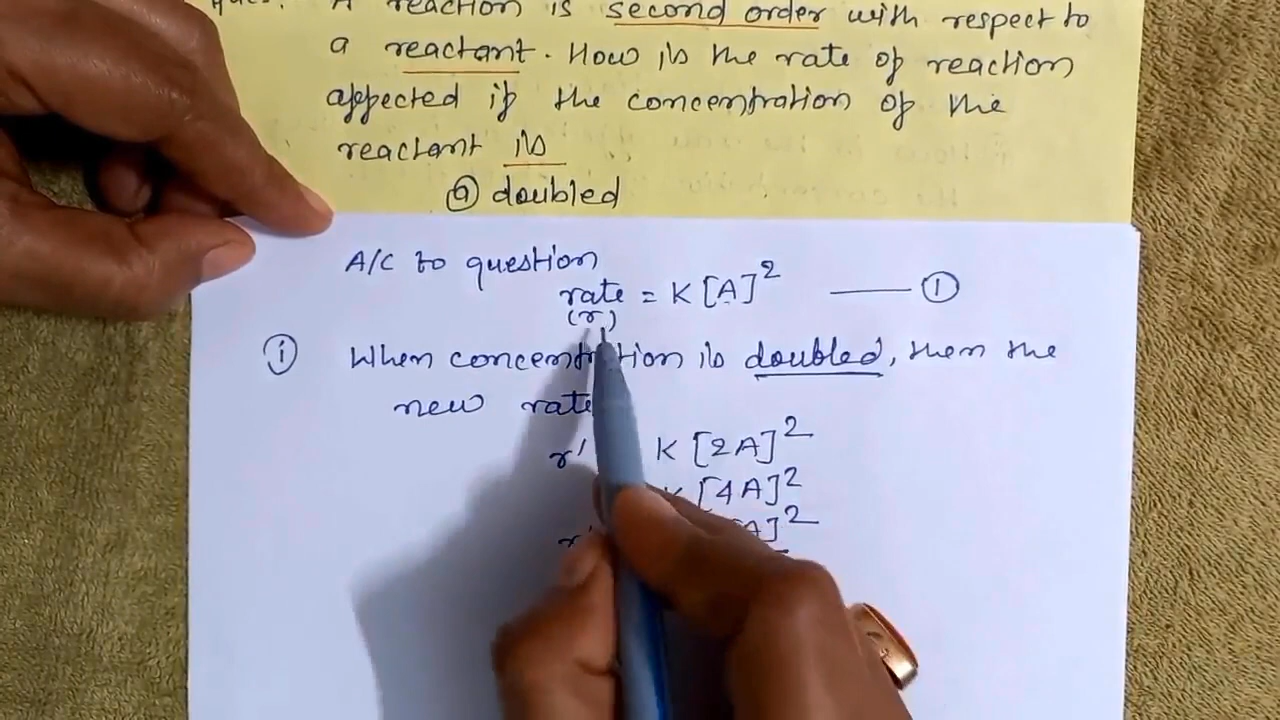 A reaction is second order with respect to
a reactant. How is the rate of reaction
affected if the concentration of the
reactant is
(a) doubled
A/C to question
rate = K[A]² —— ①
(r)
(i) When concentration is doubled, then the
new rate
r' K [2A]²
[4A]²
r' A]²